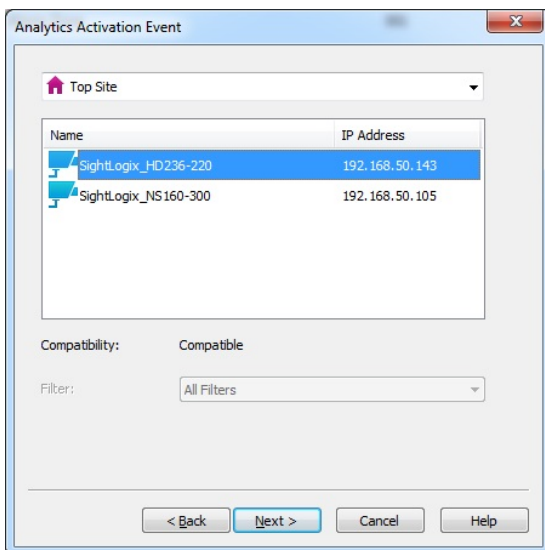 Analytics Activation Event
Top Site
Name IP Address
SightLogix_HD236-220 192.168.50.143
SightLogix_NS160-300 192.168.50.105
Compatibility: Compatible
Filter: All Filters
< Back Next > Cancel Help